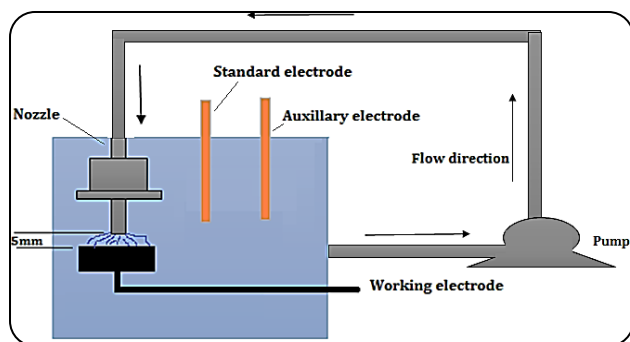 Standard electrode
Nozzle
Auxillary electrode
Flow direction
5mm
Pump
Working electrode